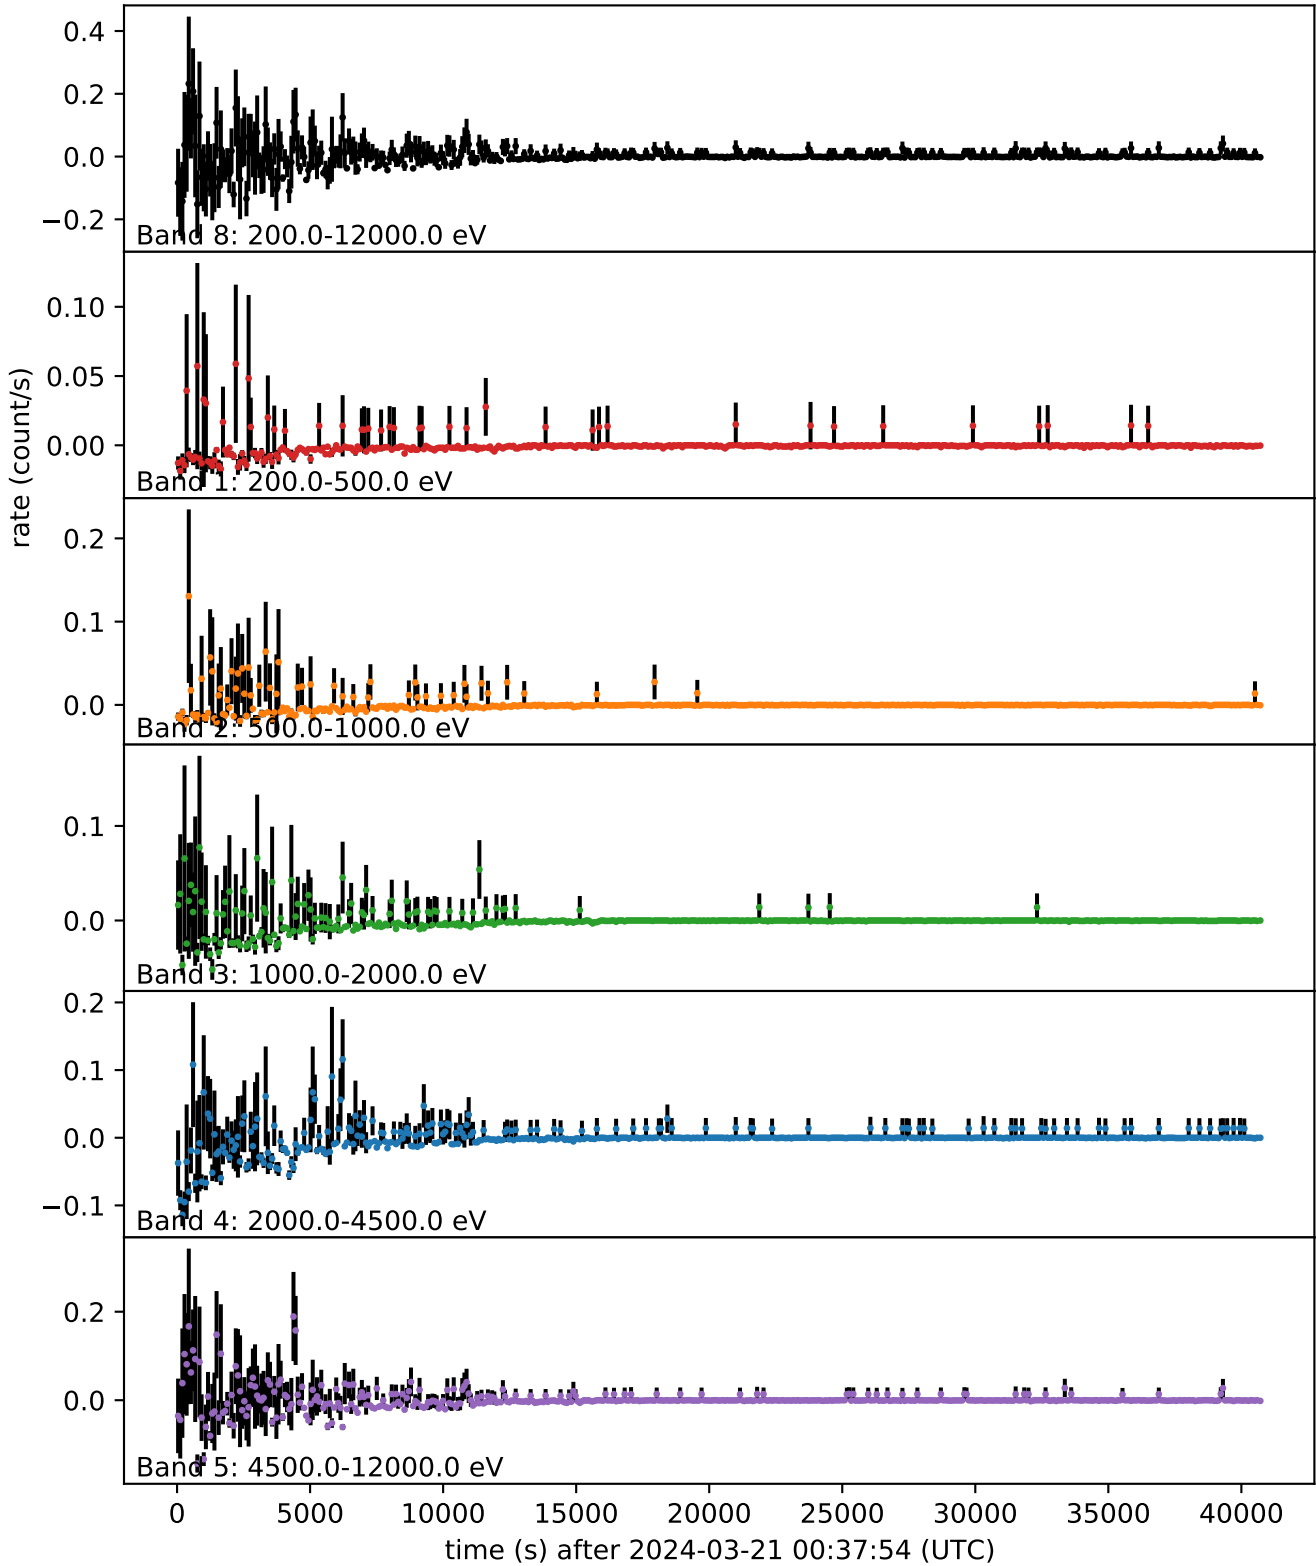 0.4
0.2
0.0
−0.2
Band 8: 200.0-12000.0 eV
0.10
0.05
0.00
Band 1: 200.0-500.0 eV
rate (count/s)
0.2
0.1
0.0
Band 2: 500.0-1000.0 eV
0.1
0.0
Band 3: 1000.0-2000.0 eV
0.2
0.1
0.0
−0.1
Band 4: 2000.0-4500.0 eV
0.2
0.0
Band 5: 4500.0-12000.0 eV
0 5000 10000 15000 20000 25000 30000 35000 40000
time (s) after 2024-03-21 00:37:54 (UTC)